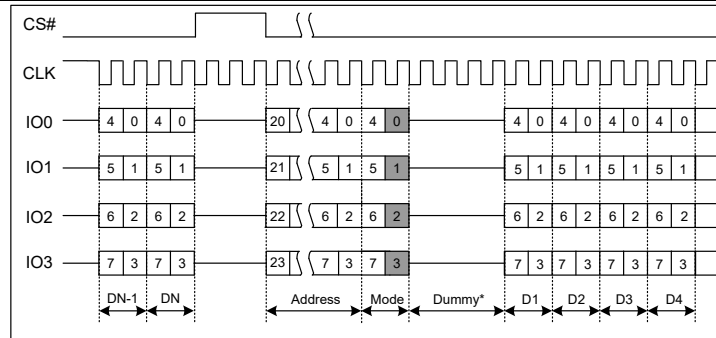 CS#
CLK
IO0 4 0 4 0 20 4 0 4 0 4 0 4 0 4 0 4 0
IO1 5 1 5 1 21 5 1 5 1 5 1 5 1 5 1 5 1
IO2 6 2 6 2 22 6 2 6 2 6 2 6 2 6 2 6 2
IO3 7 3 7 3 23 7 3 7 3 7 3 7 3 7 3 7 3
DN-1 DN Address Mode Dummy* D1 D2 D3 D4